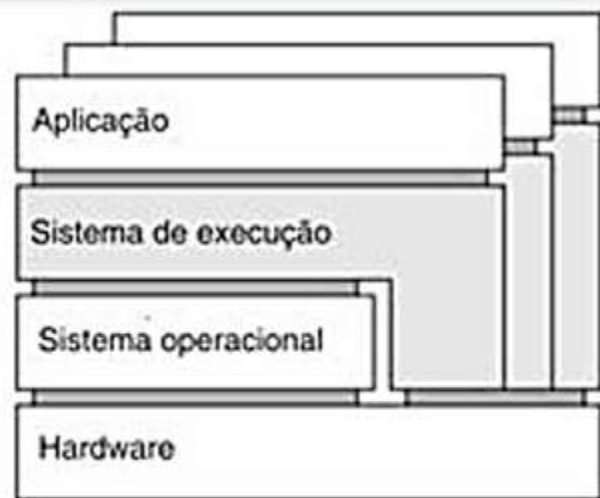 Aplicação
Sistema de execução
Sistema operacional
Hardware